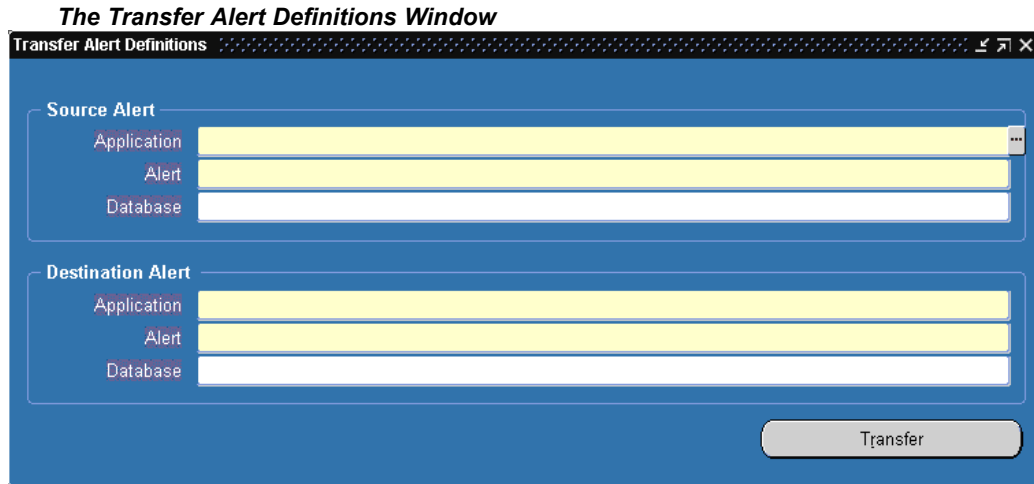 The Transfer Alert Definitions Window
Transfer Alert Definitions
Source Alert
Application
Alert
Database
Destination Alert
Application
Alert
Database
Transfer